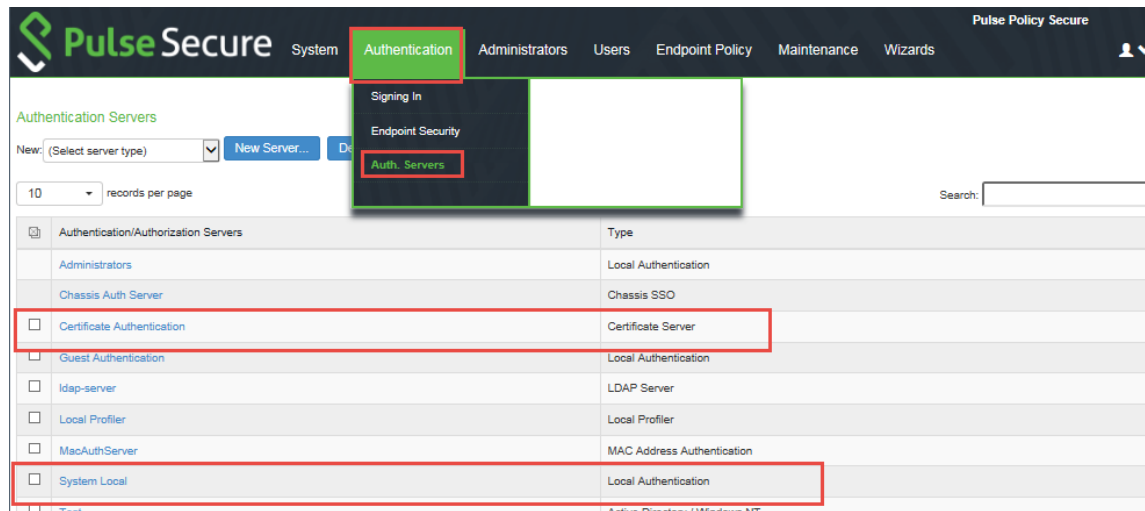 Pulse Policy Secure
Pulse Secure
System Authentication Administrators Users Endpoint Policy Maintenance Wizards
Signing In
Authentication Servers
Endpoint Security
New: (Select server type) New Server...
Auth. Servers
10 records per page
Search:
Authentication/Authorization Servers Type
Administrators Local Authentication
Chassis Auth Server Chassis SSO
Certificate Authentication Certificate Server
Guest Authentication Local Authentication
ldap-server LDAP Server
Local Profiler Local Profiler
MacAuthServer MAC Address Authentication
System Local Local Authentication